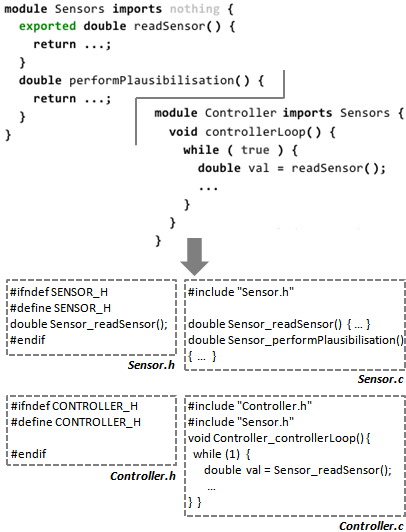 module Sensors imports nothing {
exported double readSensor() {
return ...;
}
double performPlausibilisation() {
return ...;
}
}
module Controller imports Sensors {
void controllerLoop() {
while ( true ) {
double val = readSensor();
...
}
}
}
#ifndef SENSOR_H
#define SENSOR_H
double Sensor_readSensor();
#endif
Sensor.h
#include "Sensor.h"
double Sensor_readSensor() { ... }
double Sensor_performPlausibilisation()
{ ... }
Sensor.c
#ifndef CONTROLLER_H
#define CONTROLLER_H
#endif
Controller.h
#include "Controller.h"
#include "Sensor.h"
void Controller_controllerLoop() {
while (1) {
double val = Sensor_readSensor();
...
} }
Controller.c